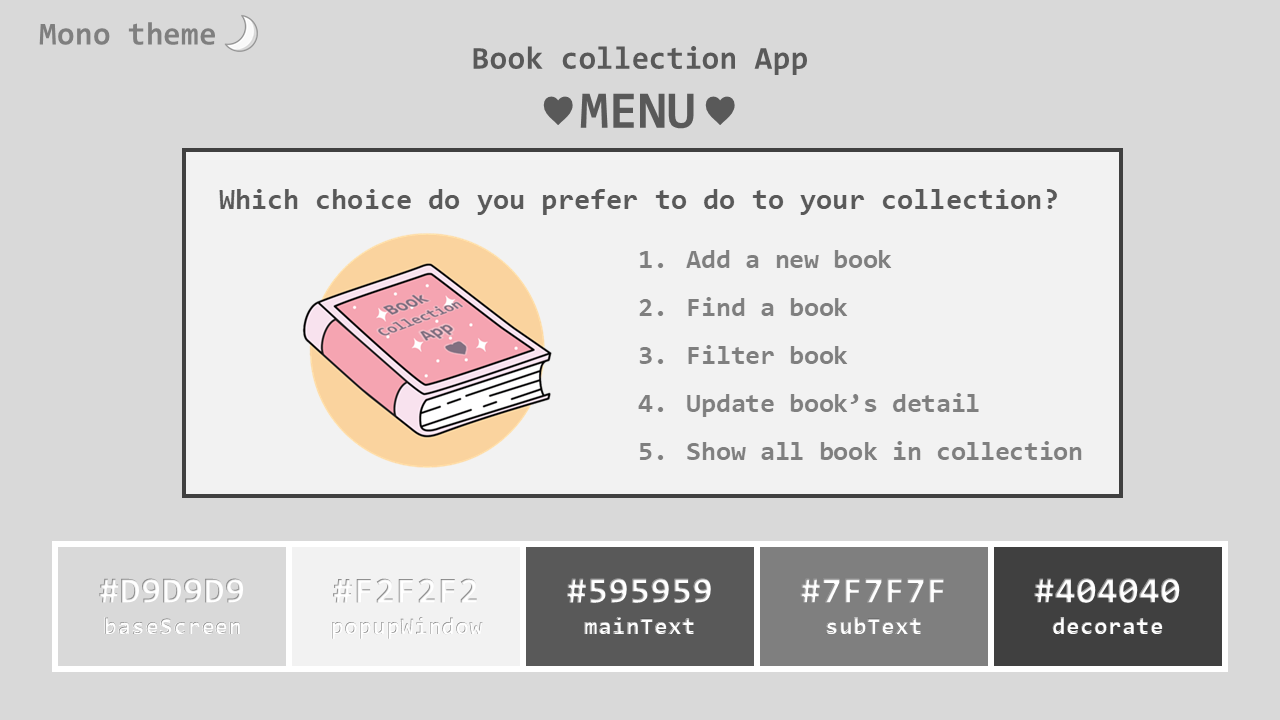 Mono theme
Book collection App
MENU
Which choice do you prefer to do to your collection?
Book
Collection
App
1. Add a new book
2. Find a book
3. Filter book
4. Update book’s detail
5. Show all book in collection
#D9D9D9
baseScreen
#F2F2F2
popupWindow
#595959
mainText
#7F7F7F
subText
#404040
decorate